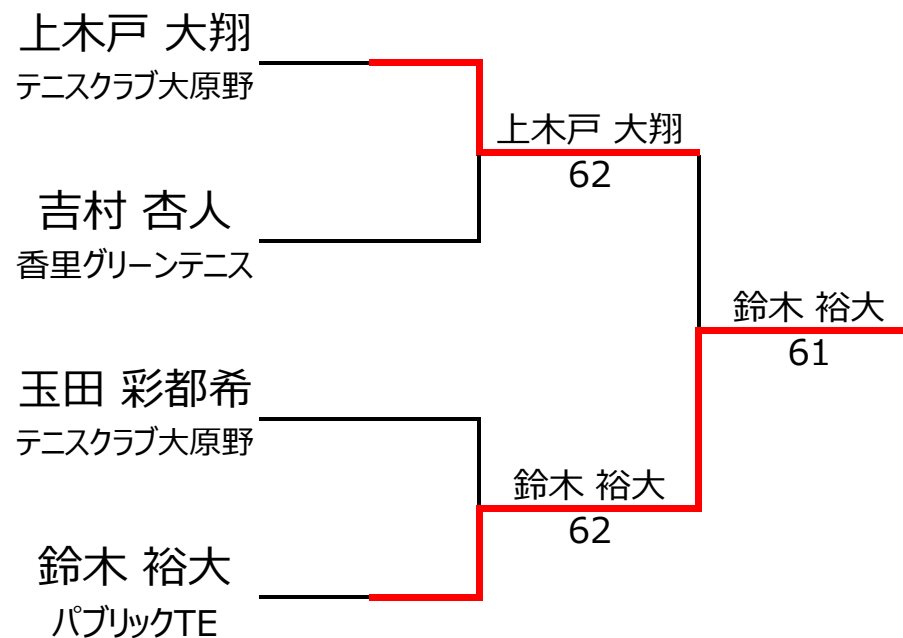 上木戸 大翔
テニスクラブ大原野
吉村 杏人
香里グリーンテニス
玉田 彩都希
テニスクラブ大原野
鈴木 裕大
パブリックTE
上木戸 大翔
62
鈴木 裕大
62
鈴木 裕大
61